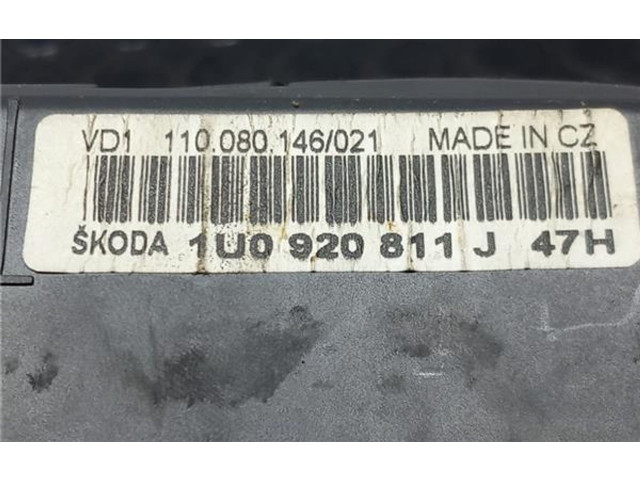 VD1 110.080.146/021 MADE IN CZ
ŠKODA 1U0 920 811 J 47H